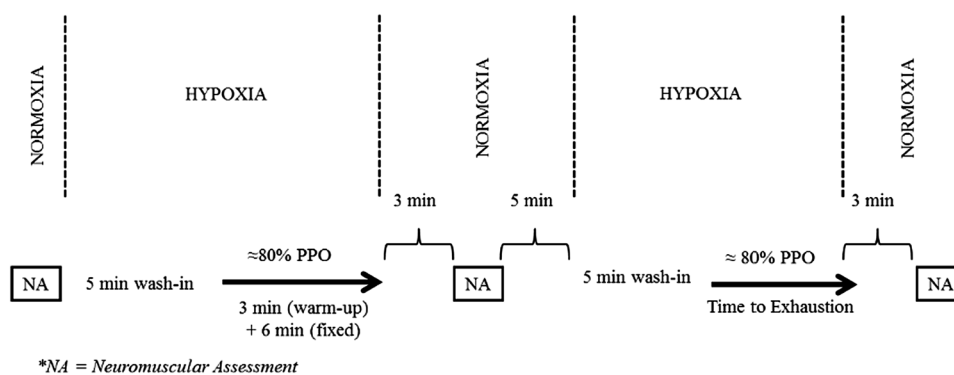 NORMOXIA
HYPOXIA
NORMOXIA
HYPOXIA
NORMOXIA
3 min
5 min
3 min
≈80% PPO
≈ 80% PPO
NA
5 min wash-in
NA
5 min wash-in
NA
3 min (warm-up)
+ 6 min (fixed)
Time to Exhaustion
*NA = Neuromuscular Assessment